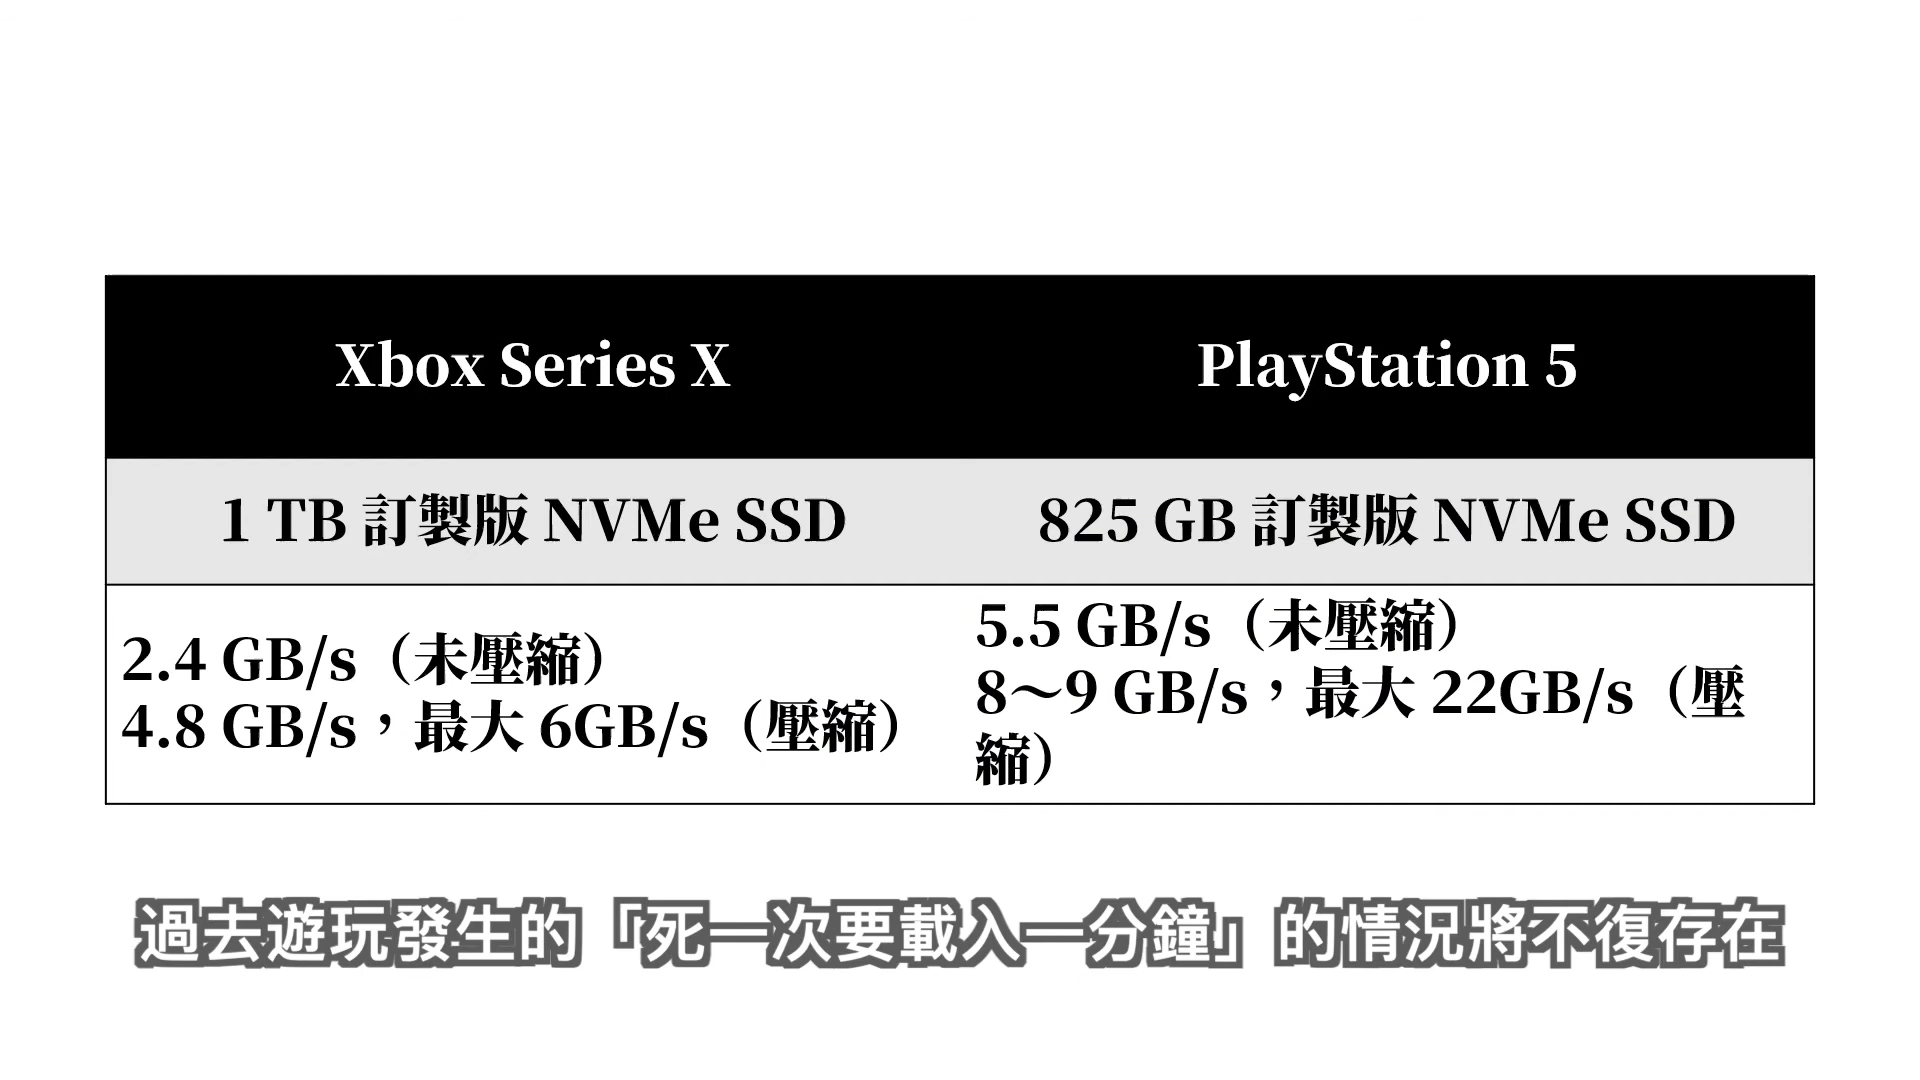 Xbox Series X
PlayStation 5
1 TB 訂製版 NVMe SSD
825 GB 訂製版 NVMe SSD
2.4 GB/s（未壓縮）
4.8 GB/s，最大 6GB/s（壓縮）
5.5 GB/s（未壓縮）
8～9 GB/s，最大 22GB/s（壓
縮）
過去遊玩發生的「死一次要載入一分鐘」的情況將不復存在